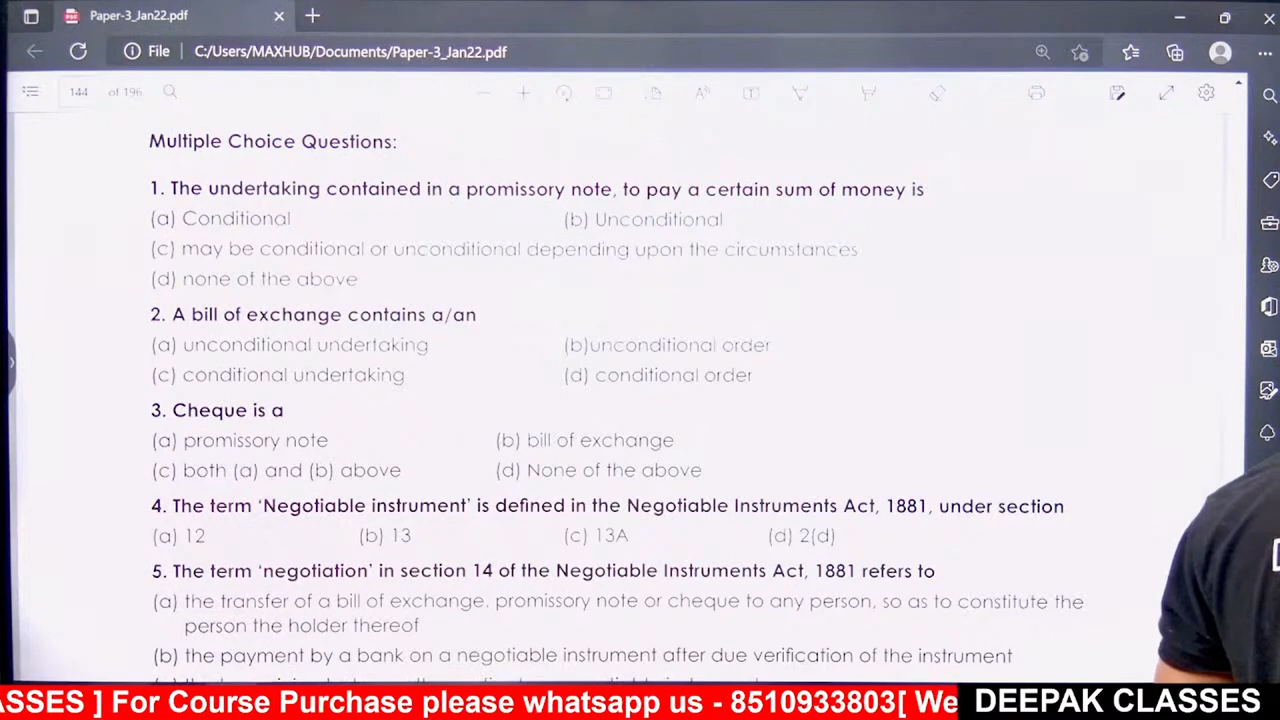 Paper-3_Jan22.pdf
File C:/Users/MAXHUB/Documents/Paper-3_Jan22.pdf
144 of 196
Multiple Choice Questions:
1. The undertaking contained in a promissory note, to pay a certain sum of money is
(a) Conditional (b) Unconditional
(c) may be conditional or unconditional depending upon the circumstances
(d) none of the above
2. A bill of exchange contains a/an
(a) unconditional undertaking (b)unconditional order
(c) conditional undertaking (d) conditional order
3. Cheque is a
(a) promissory note (b) bill of exchange
(c) both (a) and (b) above (d) None of the above
4. The term ‘Negotiable instrument’ is defined in the Negotiable Instruments Act, 1881, under section
(a) 12 (b) 13 (c) 13A (d) 2(d)
5. The term ‘negotiation’ in section 14 of the Negotiable Instruments Act, 1881 refers to
(a) the transfer of a bill of exchange. promissory note or cheque to any person, so as to constitute the
person the holder thereof
(b) the payment by a bank on a negotiable instrument after due verification of the instrument
ASSES ] For Course Purchase please whatsapp us - 8510933803[ We DEEPAK CLASSES